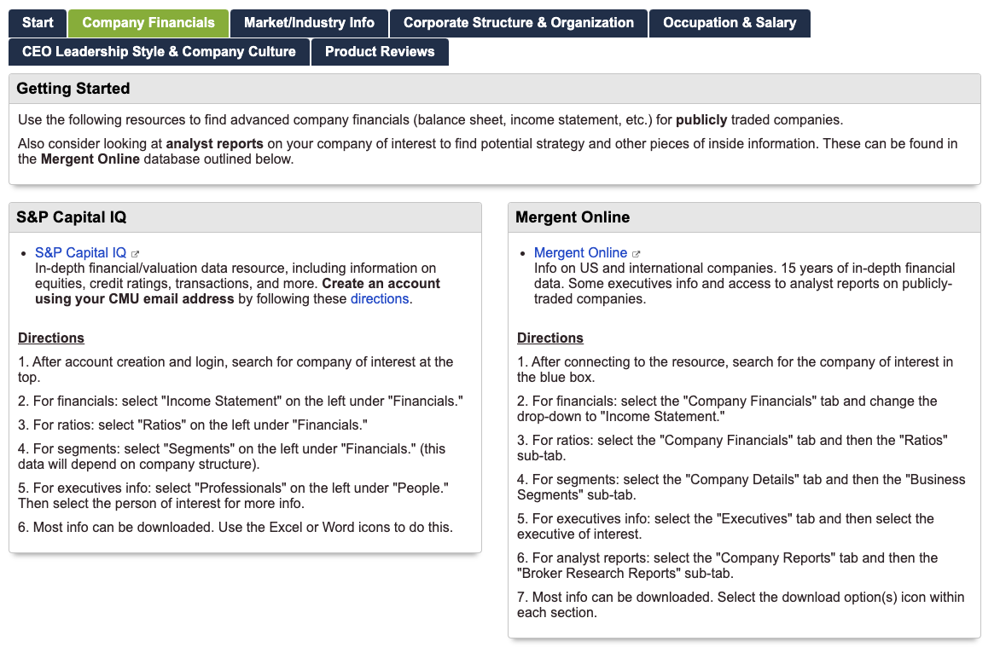 Start
Company Financials
Market/Industry Info
Corporate Structure & Organization
Occupation & Salary
CEO Leadership Style & Company Culture
Product Reviews
Getting Started
Use the following resources to find advanced company financials (balance sheet, income statement, etc.) for publicly traded companies.
Also consider looking at analyst reports on your company of interest to find potential strategy and other pieces of inside information. These can be found in
the Mergent Online database outlined below.
S&P Capital IQ
• S&P Capital IQ
In-depth financial/valuation data resource, including information on
equities, credit ratings, transactions, and more. Create an account
using your CMU email address by following these directions.
Directions
1. After account creation and login, search for company of interest at the
top.
2. For financials: select "Income Statement" on the left under "Financials."
3. For ratios: select "Ratios" on the left under "Financials."
4. For segments: select "Segments" on the left under "Financials." (this
data will depend on company structure).
5. For executives info: select "Professionals" on the left under "People."
Then select the person of interest for more info.
6. Most info can be downloaded. Use the Excel or Word icons to do this.
Mergent Online
• Mergent Online
Info on US and international companies. 15 years of in-depth financial
data. Some executives info and access to analyst reports on publicly-
traded companies.
Directions
1. After connecting to the resource, search for the company of interest in
the blue box.
2. For financials: select the "Company Financials" tab and change the
drop-down to "Income Statement."
3. For ratios: select the "Company Financials" tab and then the "Ratios"
sub-tab.
4. For segments: select the "Company Details" tab and then the "Business
Segments" sub-tab.
5. For executives info: select the "Executives" tab and then select the
executive of interest.
6. For analyst reports: select the "Company Reports" tab and then the
"Broker Research Reports" sub-tab.
7. Most info can be downloaded. Select the download option(s) icon within
each section.